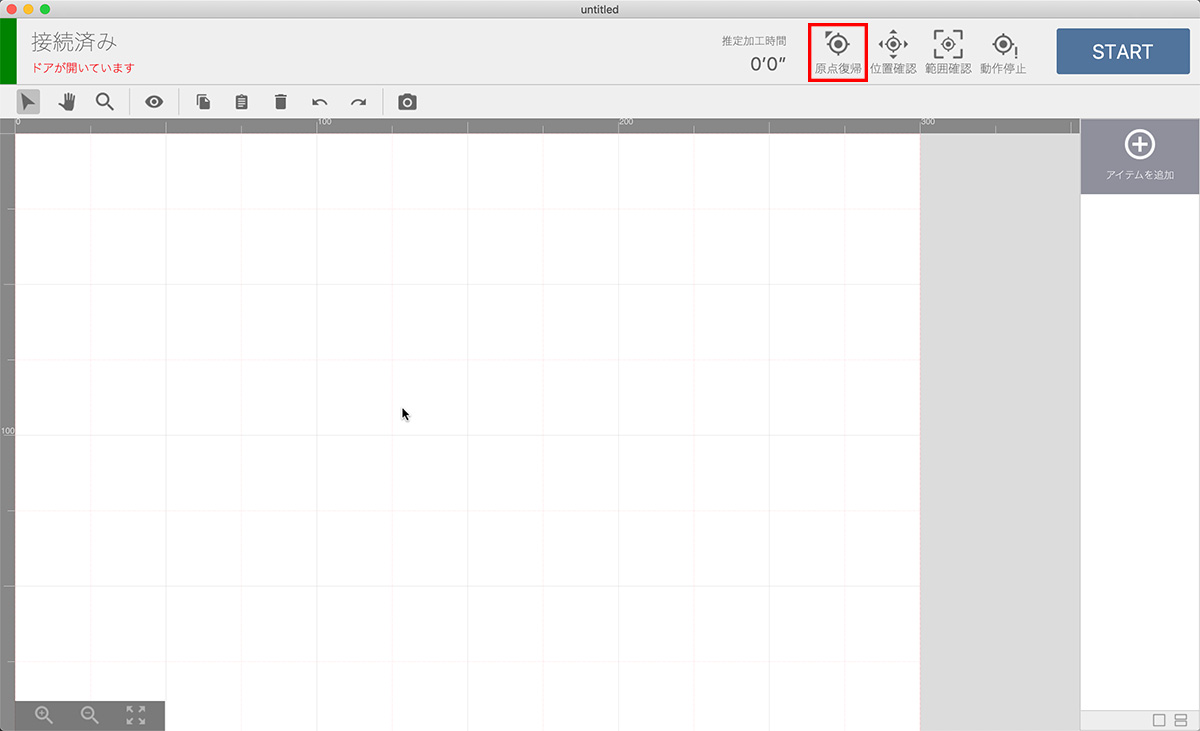 untitled
接続済み
ドアが開いています
推定加工時間
0′0″
原点復帰
位置確認
範囲確認
動作停止
START
0
100
200
300
アイテムを追加
100